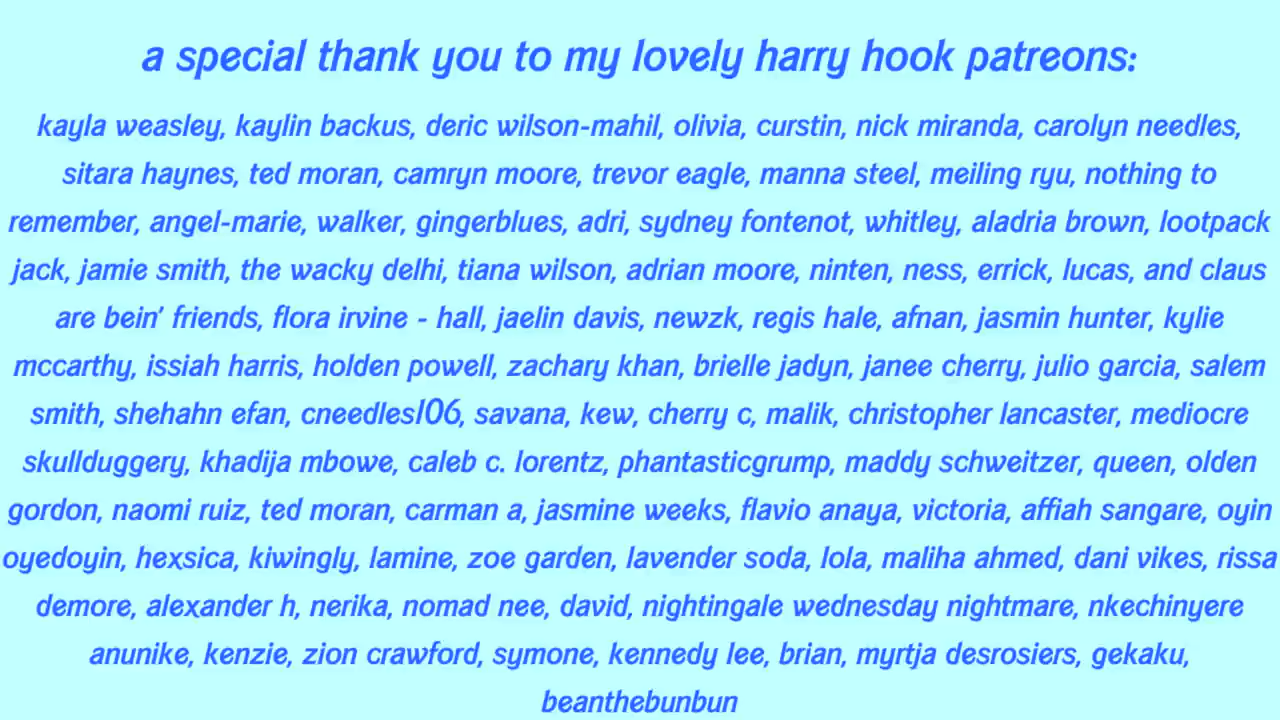 a special thank you to my lovely harry hook patreons:
kayla weasley, kaylin backus, deric wilson-mahil, olivia, curstin, nick miranda, carolyn needles,
sitara haynes, ted moran, camryn moore, trevor eagle, manna steel, meiling ryu, nothing to
remember, angel-marie, walker, gingerblues, adri, sydney fontenot, whitley, aladria brown, lootpack
jack, jamie smith, the wacky delhi, tiana wilson, adrian moore, ninten, ness, errick, lucas, and claus
are bein' friends, flora irvine - hall, jaelin davis, newzk, regis hale, afnan, jasmin hunter, kylie
mccarthy, issiah harris, holden powell, zachary khan, brielle jadyn, janee cherry, julio garcia, salem
smith, shehahn efan, cneedles106, savana, kew, cherry c, malik, christopher lancaster, mediocre
skullduggery, khadija mbowe, caleb c. lorentz, phantasticgrump, maddy schweitzer, queen, olden
gordon, naomi ruiz, ted moran, carman a, jasmine weeks, flavio anaya, victoria, affiah sangare, oyin
oyedoyin, hexsica, kiwingly, lamine, zoe garden, lavender soda, lola, maliha ahmed, dani vikes, rissa
demore, alexander h, nerika, nomad nee, david, nightingale wednesday nightmare, nkechinyere
anunike, kenzie, zion crawford, symone, kennedy lee, brian, myrtja desrosiers, gekaku,
beanthebunbun